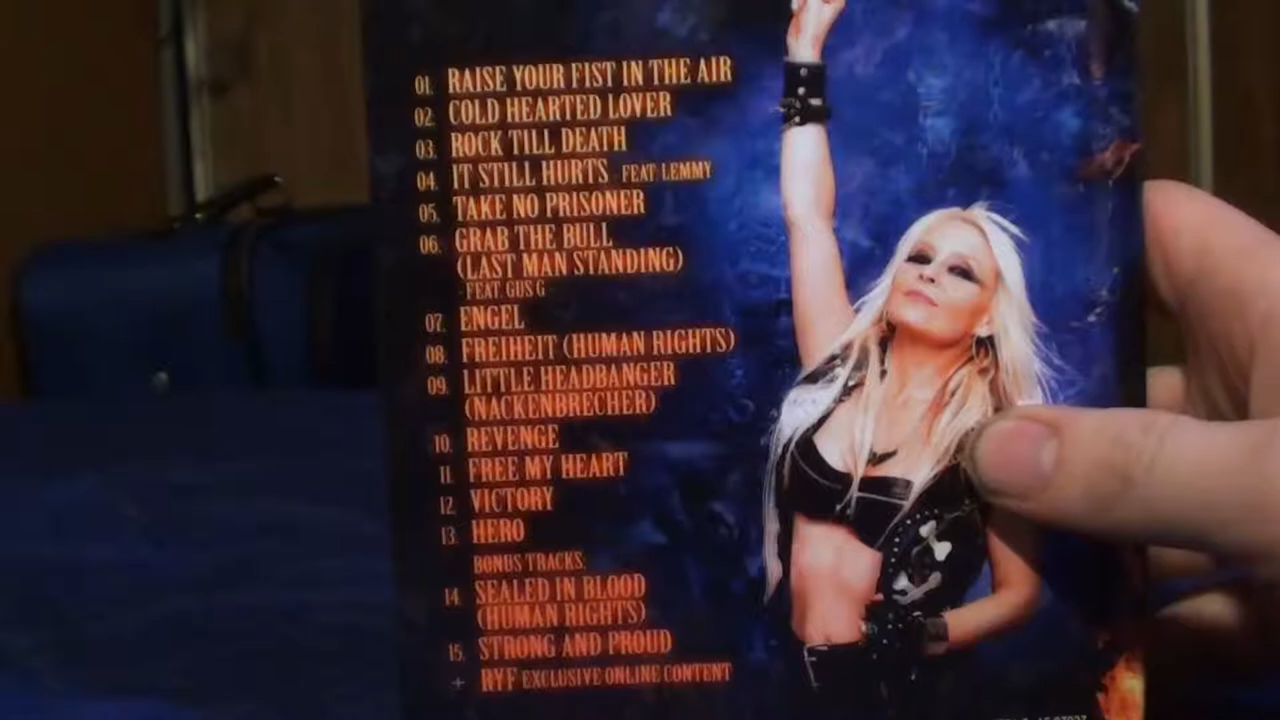 01. RAISE YOUR FIST IN THE AIR
02. COLD HEARTED LOVER
03. ROCK TILL DEATH
04. IT STILL HURTS - FEAT. LEMMY
05. TAKE NO PRISONER
06. GRAB THE BULL
(LAST MAN STANDING)
- FEAT. GUS G -
07. ENGEL
08. FREIHEIT (HUMAN RIGHTS)
09. LITTLE HEADBANGER
(NACKENBRECHER)
10. REVENGE
11. FREE MY HEART
12. VICTORY
13. HERO
BONUS TRACKS:
14. SEALED IN BLOOD
(HUMAN RIGHTS)
15. STRONG AND PROUD
+ RYF EXCLUSIVE ONLINE CONTENT